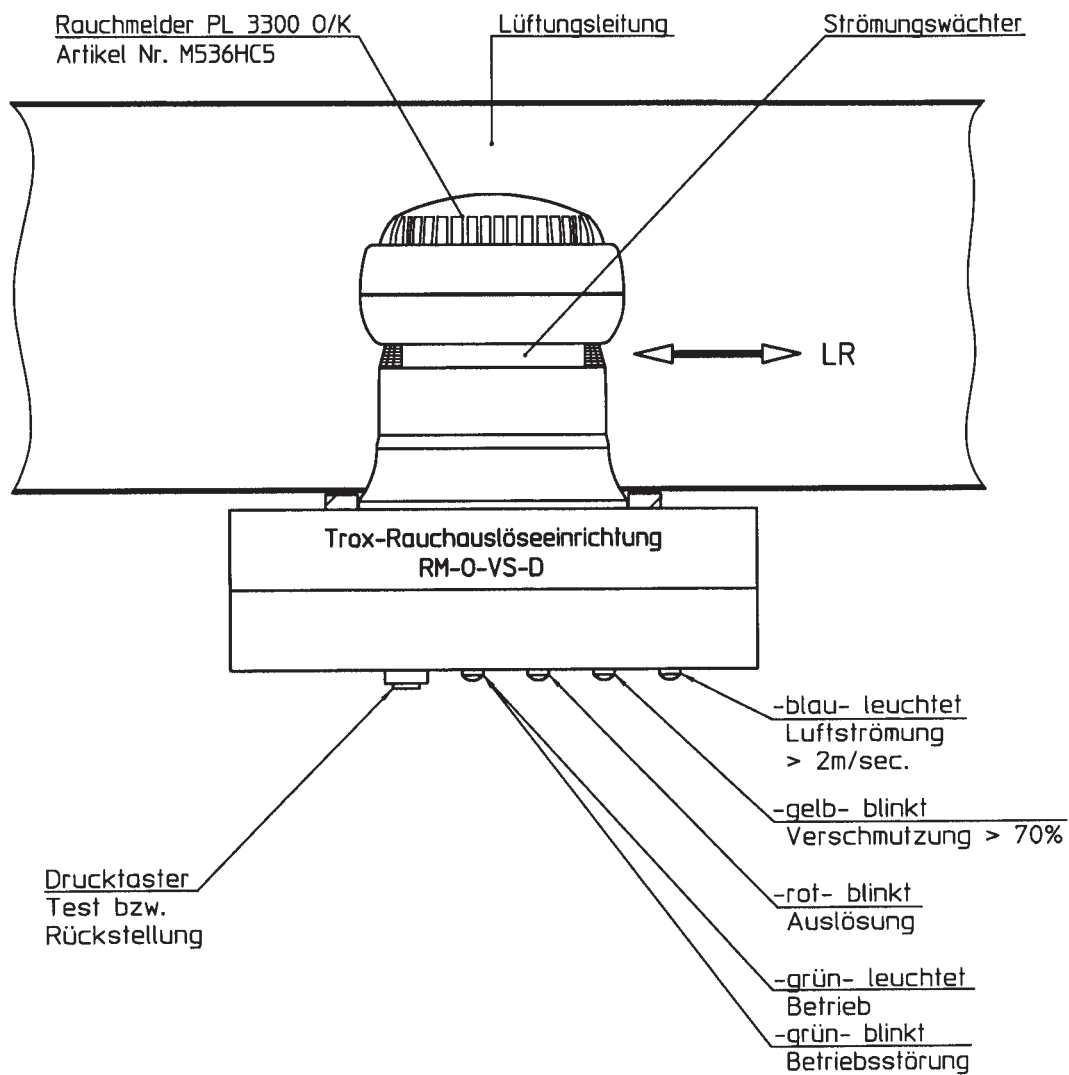 Rauchmelder PL 3300 O/K
Artikel Nr. M536HC5
Lüftungsleitung
Strömungswächter
LR
Trox-Rauchauslöseeinrichtung
RM-O-VS-D
-blau- leuchtet
Luftströmung
> 2m/sec.
-gelb- blinkt
Verschmutzung > 70%
Drucktaster
Test bzw.
Rückstellung
-rot- blinkt
Auslösung
-grün- leuchtet
Betrieb
-grün- blinkt
Betriebsstörung